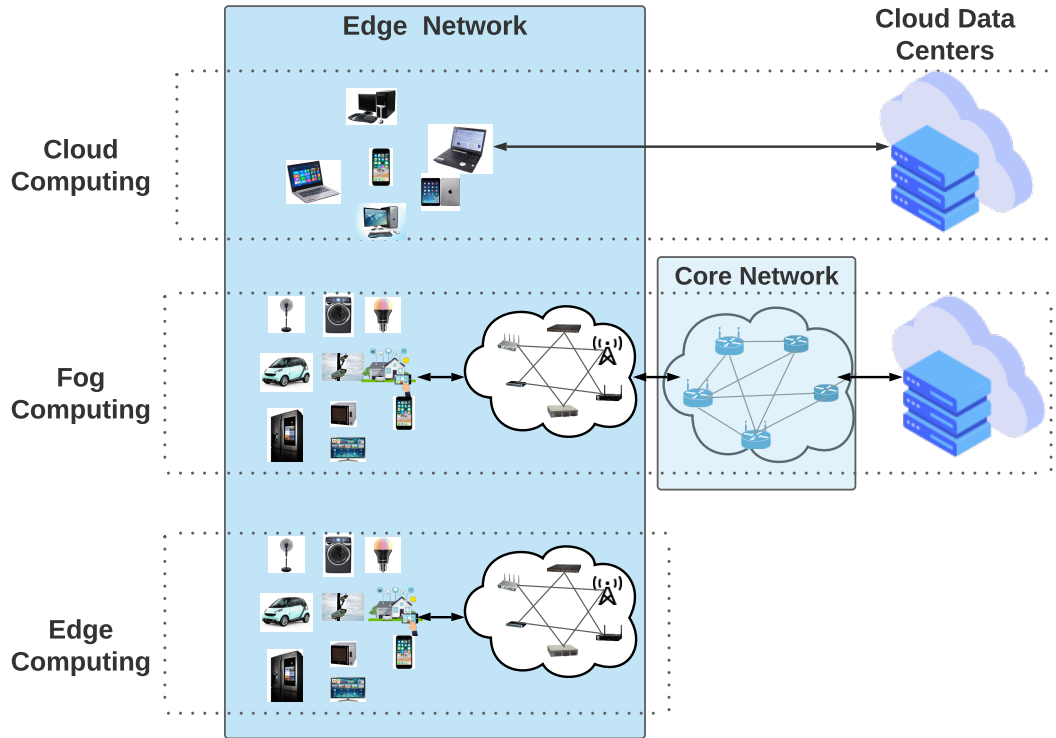 Edge Network
Cloud Data
Centers
Cloud
Computing
Core Network
Fog
Computing
Edge
Computing